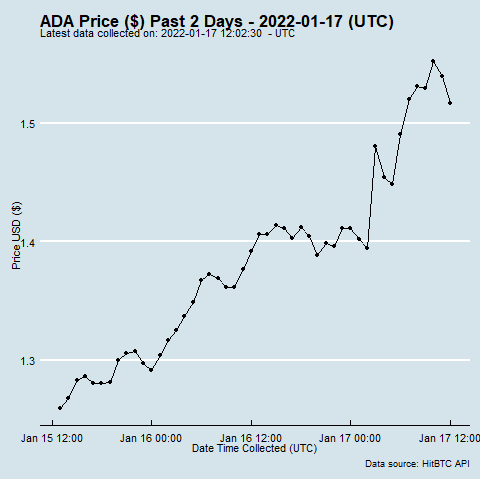 ADA Price ($) Past 2 Days - 2022-01-17 (UTC)
Latest data collected on: 2022-01-17 12:02:30 - UTC
1.5
1.4
1.3
Price USD ($)
Jan 15 12:00 Jan 16 00:00 Jan 16 12:00 Jan 17 00:00 Jan 17 12:00
Date Time Collected (UTC)
Data source: HitBTC API